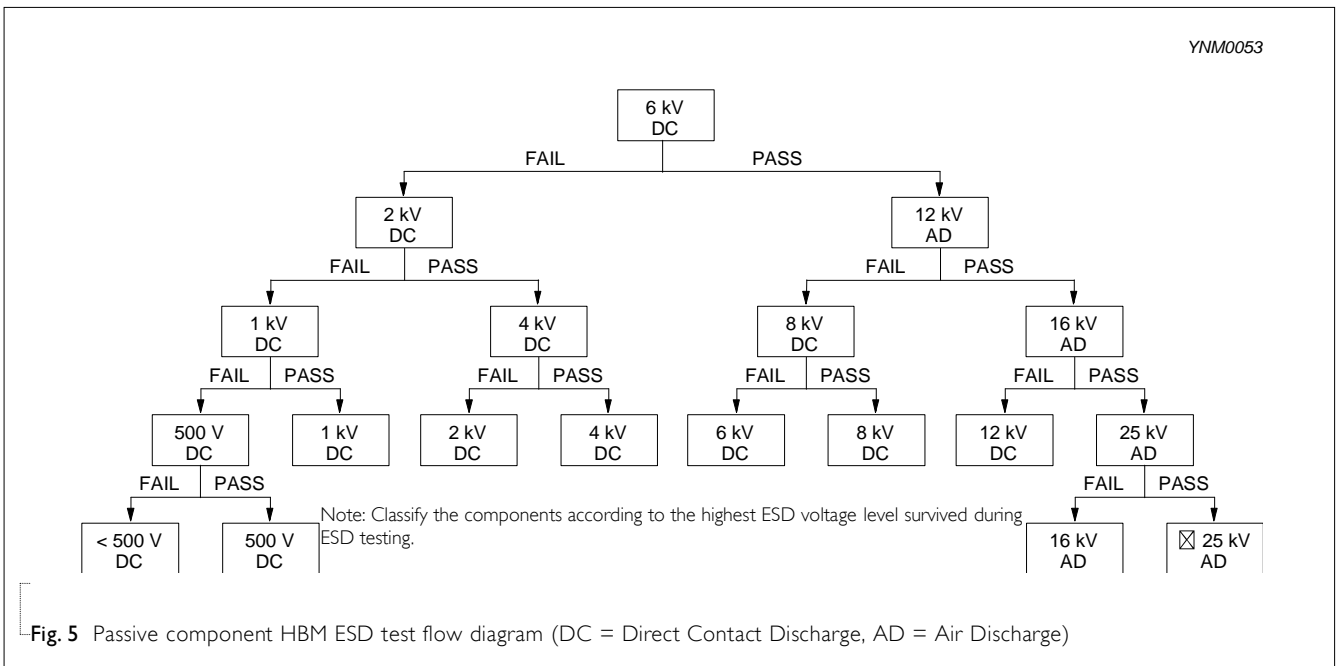 YNM0053
6 kV
DC
FAIL PASS
2 kV
DC
12 kV
AD
FAIL PASS
FAIL PASS
1 kV
DC
4 kV
DC
8 kV
DC
16 kV
AD
FAIL PASS
FAIL PASS
FAIL PASS
FAIL PASS
500 V
DC
1 kV
DC
2 kV
DC
4 kV
DC
6 kV
DC
8 kV
DC
12 kV
DC
25 kV
AD
FAIL PASS
FAIL PASS
Note: Classify the components according to the highest ESD voltage level survived during
ESD testing.
< 500 V
DC
500 V
DC
16 kV
AD
☒ 25 kV
AD
Fig. 5 Passive component HBM ESD test flow diagram (DC = Direct Contact Discharge, AD = Air Discharge)